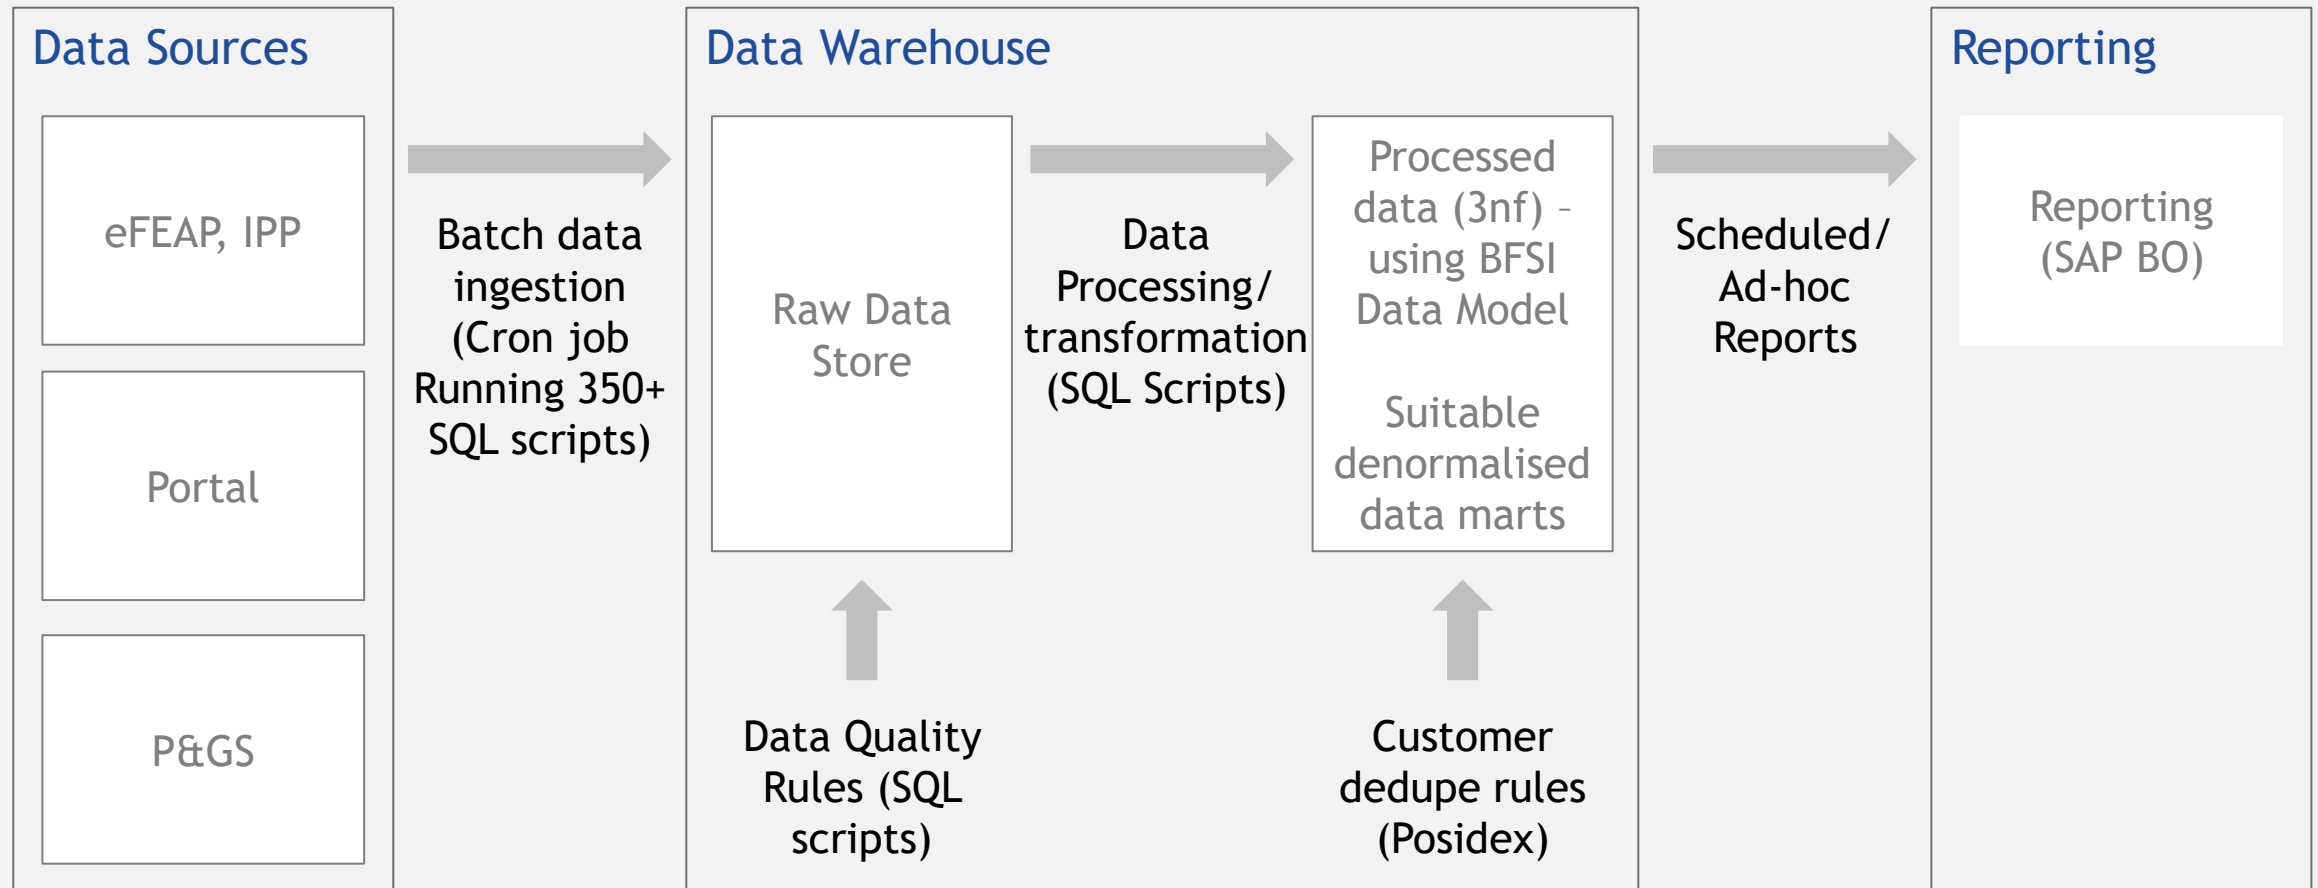 Data Sources
eFEAP, IPP
Portal
P&GS
Batch data
ingestion
(Cron job
Running 350+
SQL scripts)
Data Warehouse
Raw Data
Store
Data Quality
Rules (SQL
scripts)
Data
Processing/
transformation
(SQL Scripts)
Processed
data (3nf) –
using BFSI
Data Model
Suitable
denormalised
data marts
Customer
dedupe rules
(Posidex)
Scheduled/
Ad-hoc
Reports
Reporting
Reporting
(SAP BO)